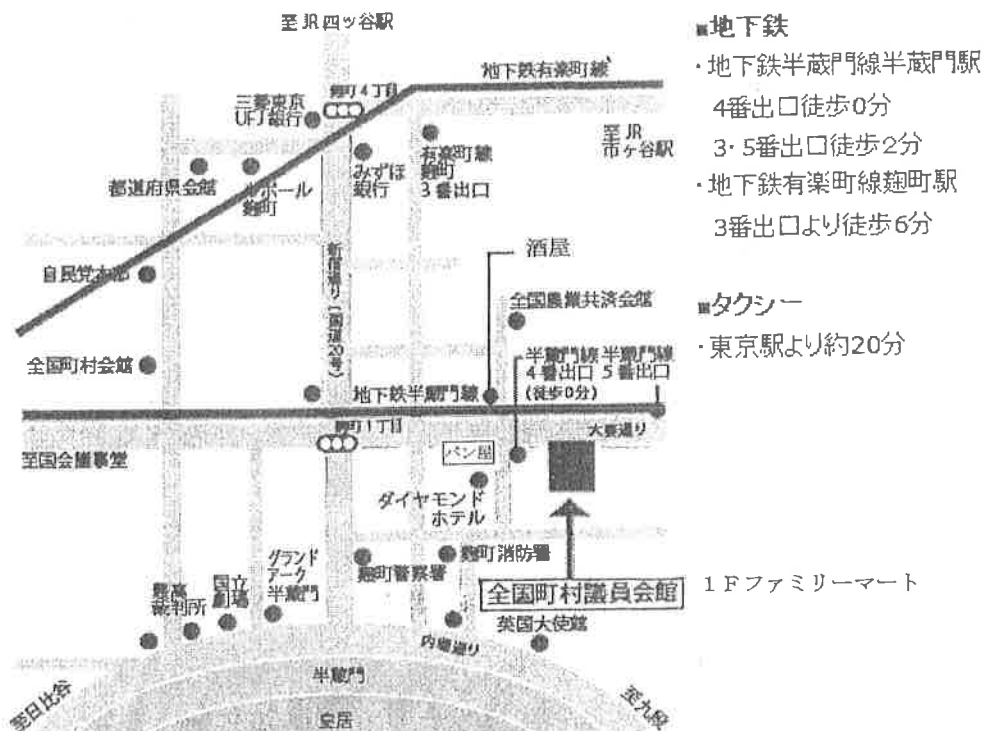 至JR四ツ谷駅
地下鉄有楽町線
麹町4丁目
三菱東京
UFJ銀行
都道府県会館
ルポール
麹町
みずほ
銀行
有楽町線
麹町
3番出口
至JR
市ヶ谷駅
自民党本部
新宿通り(国道20号)
酒屋
全国農業共済会館
全国町村会館
半蔵門線
4番出口
(徒歩0分)
半蔵門線
5番出口
地下鉄半蔵門線
大妻通り
麹町1丁目
至国会議事堂
パン屋
ダイヤモンド
ホテル
麹町消防署
麹町警察署
グランド
アーク
半蔵門
国立
劇場
最高
裁判所
全国町村議員会館
1Fファミリーマート
英国大使館
内堀通り
半蔵門
皇居
至日比谷
至九段
■地下鉄
・地下鉄半蔵門線半蔵門駅
4番出口徒歩0分
3・5番出口徒歩2分
・地下鉄有楽町線麹町駅
3番出口より徒歩6分
■タクシー
・東京駅より約20分